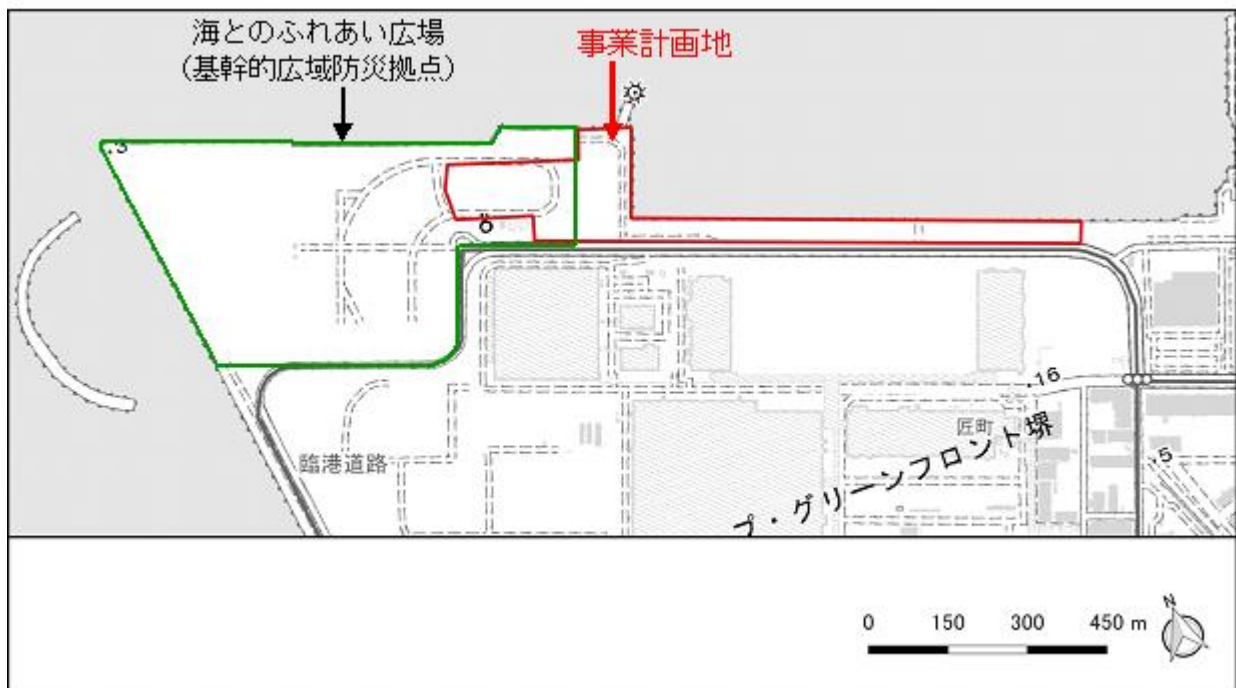 海とのふれあい広場
(基幹的広域防災拠点)
事業計画地
.3
.16
匠町
プ・グリーンフロント堺
.5
臨港道路
0 150 300 450 m
N